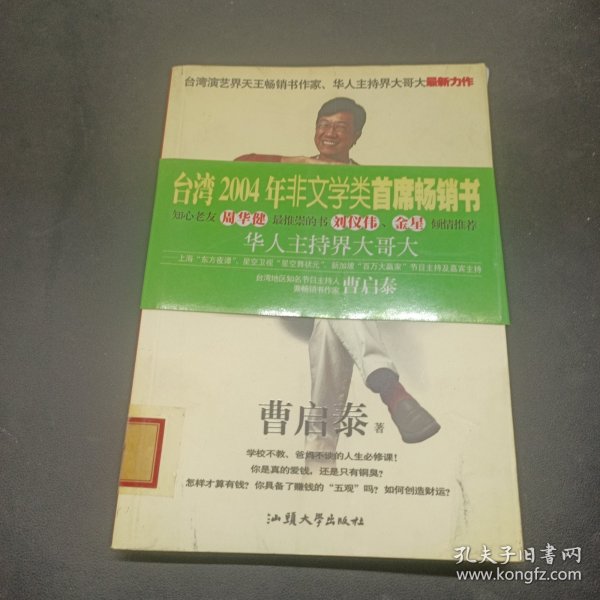 台湾演艺界天王畅销书作家、华人主持界大哥大最新力作
台湾2004年非文学类首席畅销书
知心老友 周华健 最推崇的书 刘仪伟、金星 倾情推荐
华人主持界大哥大
上海“东方夜谭”、星空卫视“星空舞状元”、新加坡“百万大赢家”节目主持及嘉宾主持
台湾地区知名节目主持人
兼畅销书作家 曹启泰
曹启泰 著
学校不教、爸妈不谈的人生必修课！
你是真的爱钱，还是只有铜臭？
怎样才算有钱？你具备了赚钱的“五观”吗？如何创造财运？
汕頭大學出版社
孔夫子旧书网
www.kongfz.com